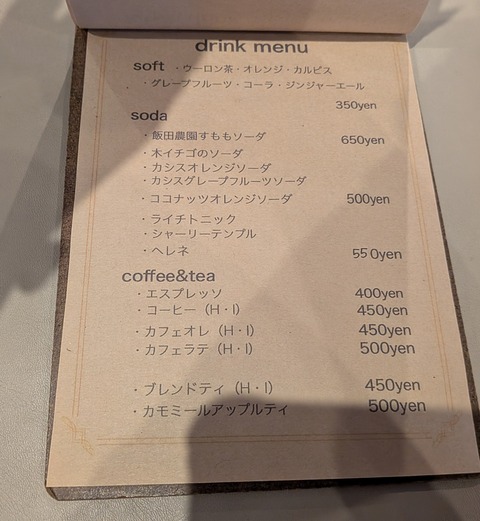 drink menu
soft ・ウーロン茶・オレンジ・カルピス
・グレープフルーツ・コーラ・ジンジャーエール
350yen
soda
・飯田農園すももソーダ 650yen
・木イチゴのソーダ
・カシスオレンジソーダ
・カシスグレープフルーツソーダ
・ココナッツオレンジソーダ 500yen
・ライチトニック
・シャーリーテンプル
・ヘレネ 550yen
coffee&tea
・エスプレッソ 400yen
・コーヒー（H・I） 450yen
・カフェオレ（H・I） 450yen
・カフェラテ（H・I） 500yen
・ブレンドティ（H・I） 450yen
・カモミールアップルティ 500yen